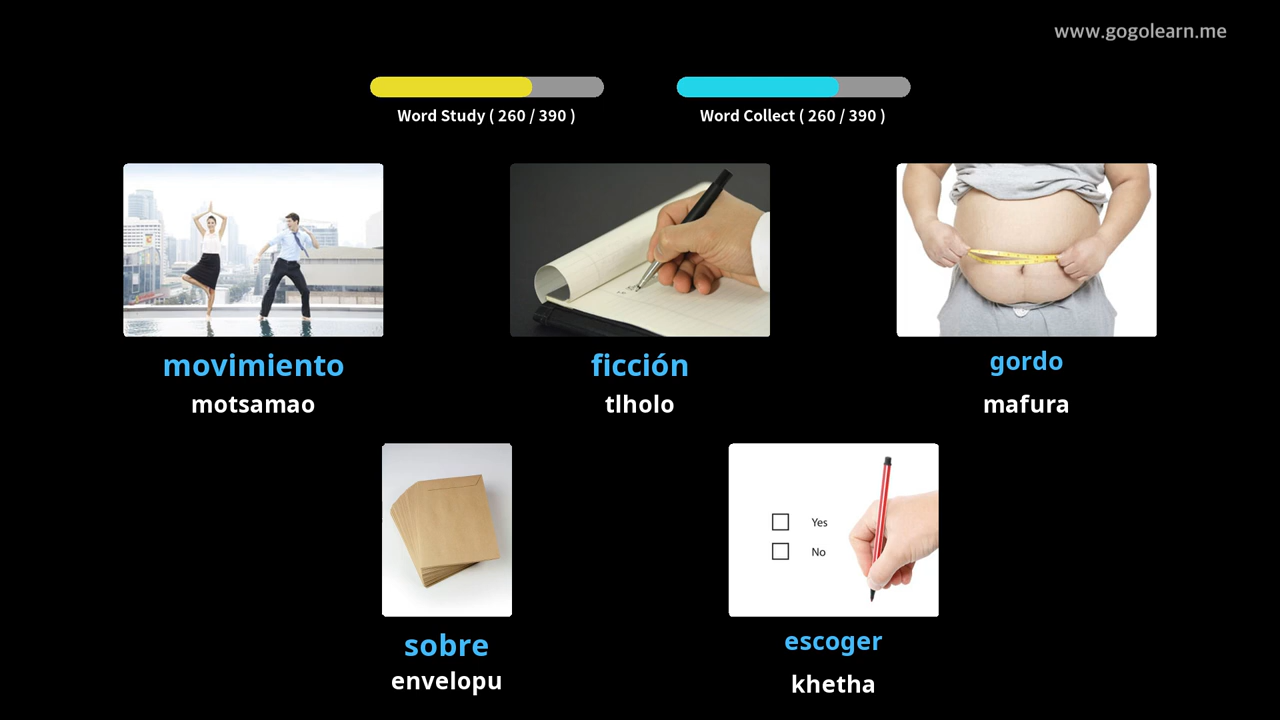 www.gogolearn.me
Word Study ( 260 / 390 )
Word Collect ( 260 / 390 )
movimiento
motsamao
ficción
tlholo
gordo
mafura
Yes
No
sobre
envelopu
escoger
khetha